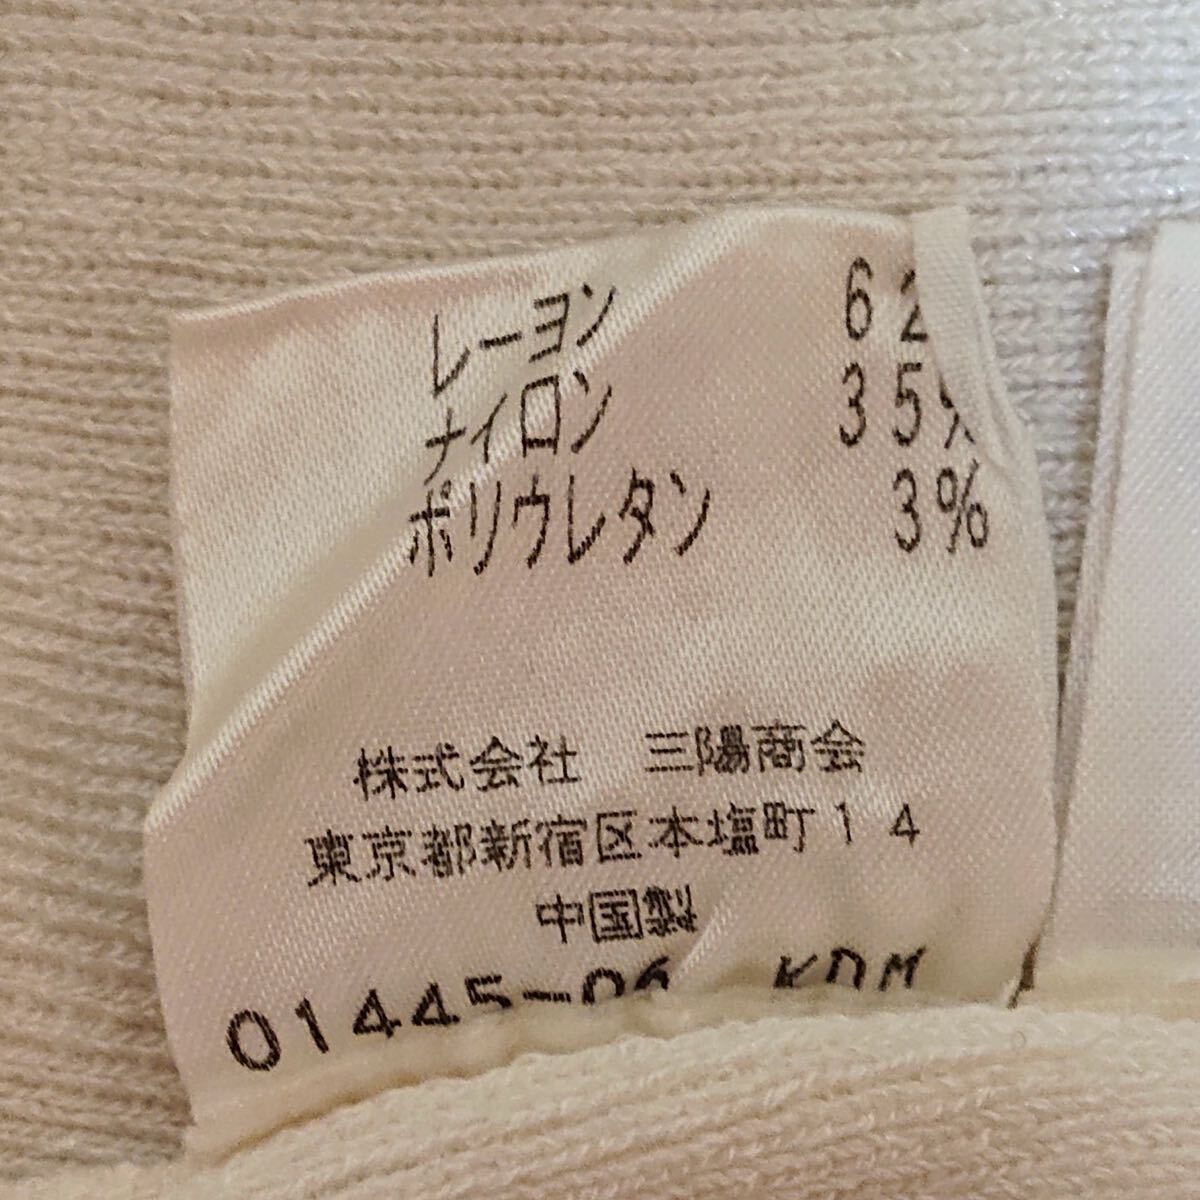 レーヨン 62
ナイロン 35%
ポリウレタン 3%
株式会社 三陽商会
東京都新宿区本塩町14
中国製
01445-06 KDM